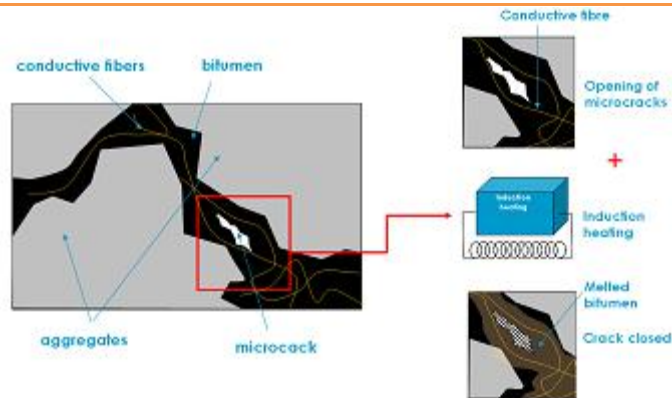 Conductive fibre
conductive fibers
bitumen
Opening of
microcracks
+
Induction
heating
Induction
heating
aggregates
microcack
Melted
bitumen
Crack closed